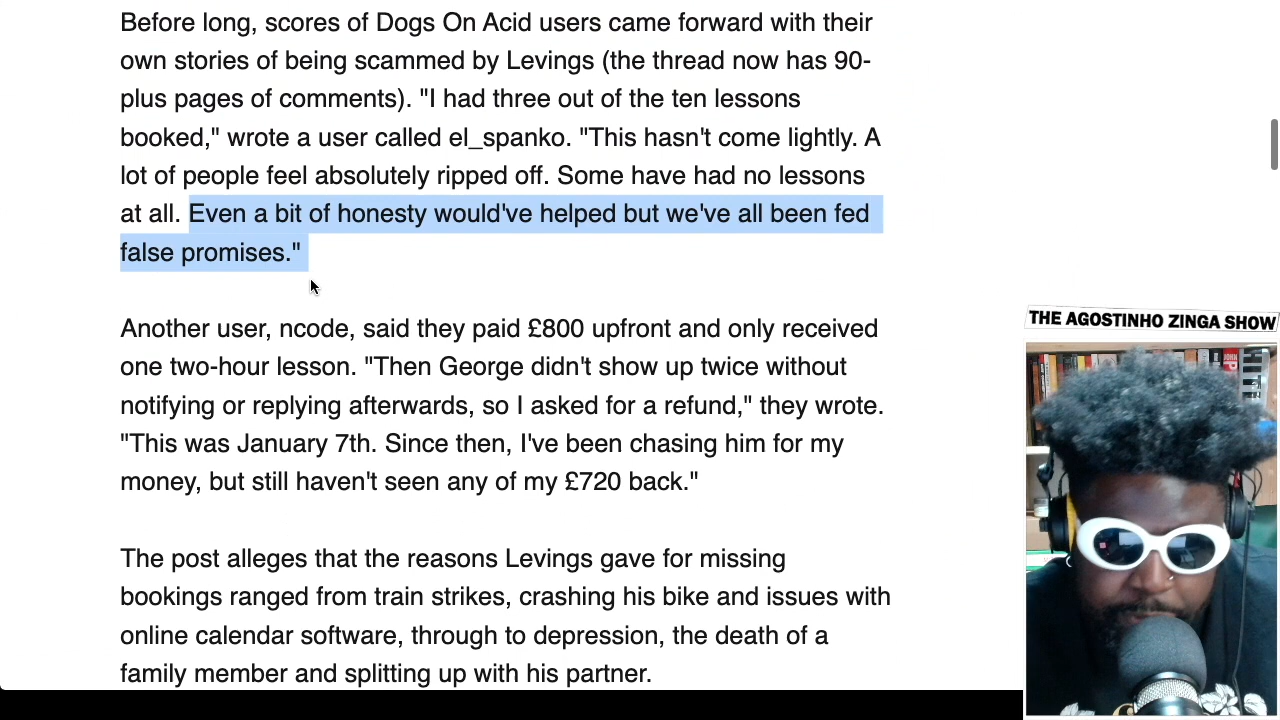 Before long, scores of Dogs On Acid users came forward with their
own stories of being scammed by Levings (the thread now has 90-
plus pages of comments). "I had three out of the ten lessons
booked," wrote a user called el_spanko. "This hasn't come lightly. A
lot of people feel absolutely ripped off. Some have had no lessons
at all. Even a bit of honesty would've helped but we've all been fed
false promises."
Another user, ncode, said they paid £800 upfront and only received
one two-hour lesson. "Then George didn't show up twice without
notifying or replying afterwards, so I asked for a refund," they wrote.
"This was January 7th. Since then, I've been chasing him for my
money, but still haven't seen any of my £720 back."
The post alleges that the reasons Levings gave for missing
bookings ranged from train strikes, crashing his bike and issues with
online calendar software, through to depression, the death of a
family member and splitting up with his partner.
THE AGOSTINHO ZINGA SHOW